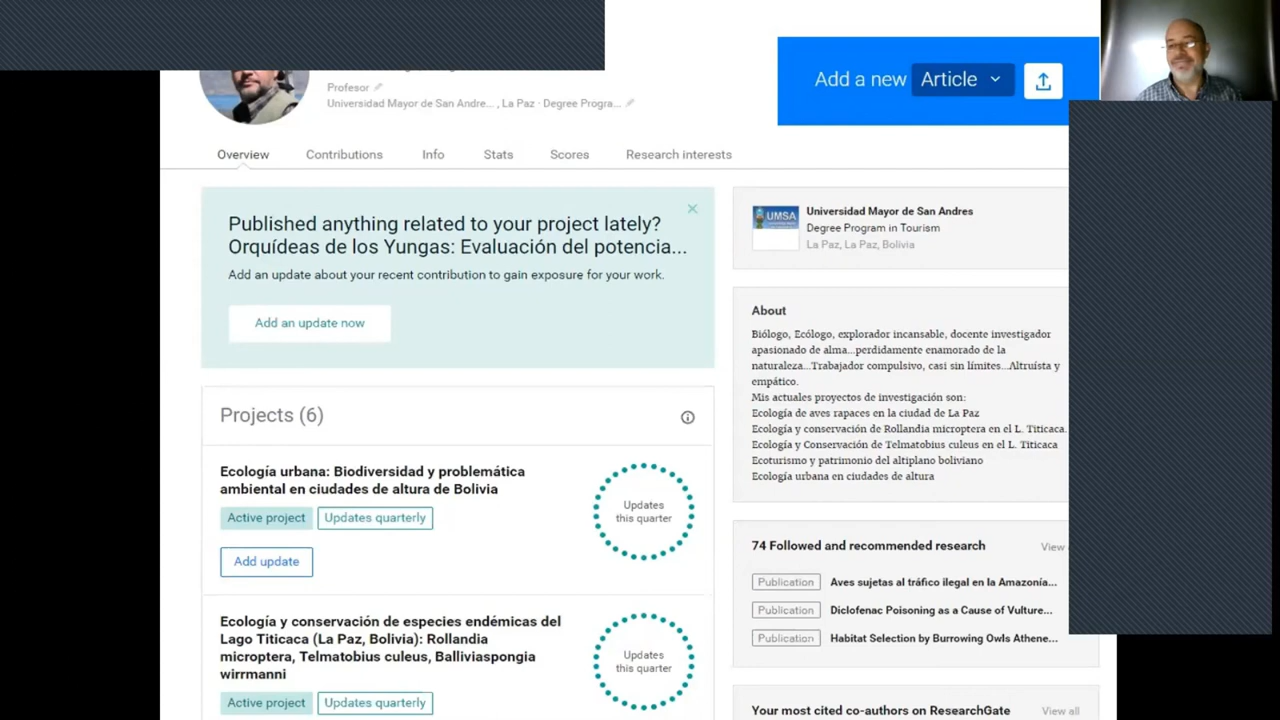 Profesor
Universidad Mayor de San Andre... , La Paz · Degree Progra...
Add a new Article
Overview Contributions Info Stats Scores Research interests
Published anything related to your project lately?
Orquídeas de los Yungas: Evaluación del potencia...
Add an update about your recent contribution to gain exposure for your work.
Add an update now
Projects (6)
Ecología urbana: Biodiversidad y problemática
ambiental en ciudades de altura de Bolivia
Active project Updates quarterly
Updates
this quarter
Add update
Ecología y conservación de especies endémicas del
Lago Titicaca (La Paz, Bolivia): Rollandia
microptera, Telmatobius culeus, Balliviaspongia
wirrmanni
Active project Updates quarterly
Updates
this quarter
UMSA
Universidad Mayor de San Andres
Degree Program in Tourism
La Paz, La Paz, Bolivia
About
Biólogo, Ecólogo, explorador incansable, docente investigador
apasionado de alma...perdidamente enamorado de la
naturaleza...Trabajador compulsivo, casi sin límites...Altruísta y
empático.
Mis actuales proyectos de investigación son:
Ecología de aves rapaces en la ciudad de La Paz
Ecología y conservación de Rollandia microptera en el L. Titicaca.
Ecología y Conservación de Telmatobius culeus en el L. Titicaca
Ecoturismo y patrimonio del altiplano boliviano
Ecología urbana en ciudades de altura
74 Followed and recommended research View
Publication Aves sujetas al tráfico ilegal en la Amazonía...
Publication Diclofenac Poisoning as a Cause of Vulture...
Publication Habitat Selection by Burrowing Owls Athene...
Your most cited co-authors on ResearchGate View all